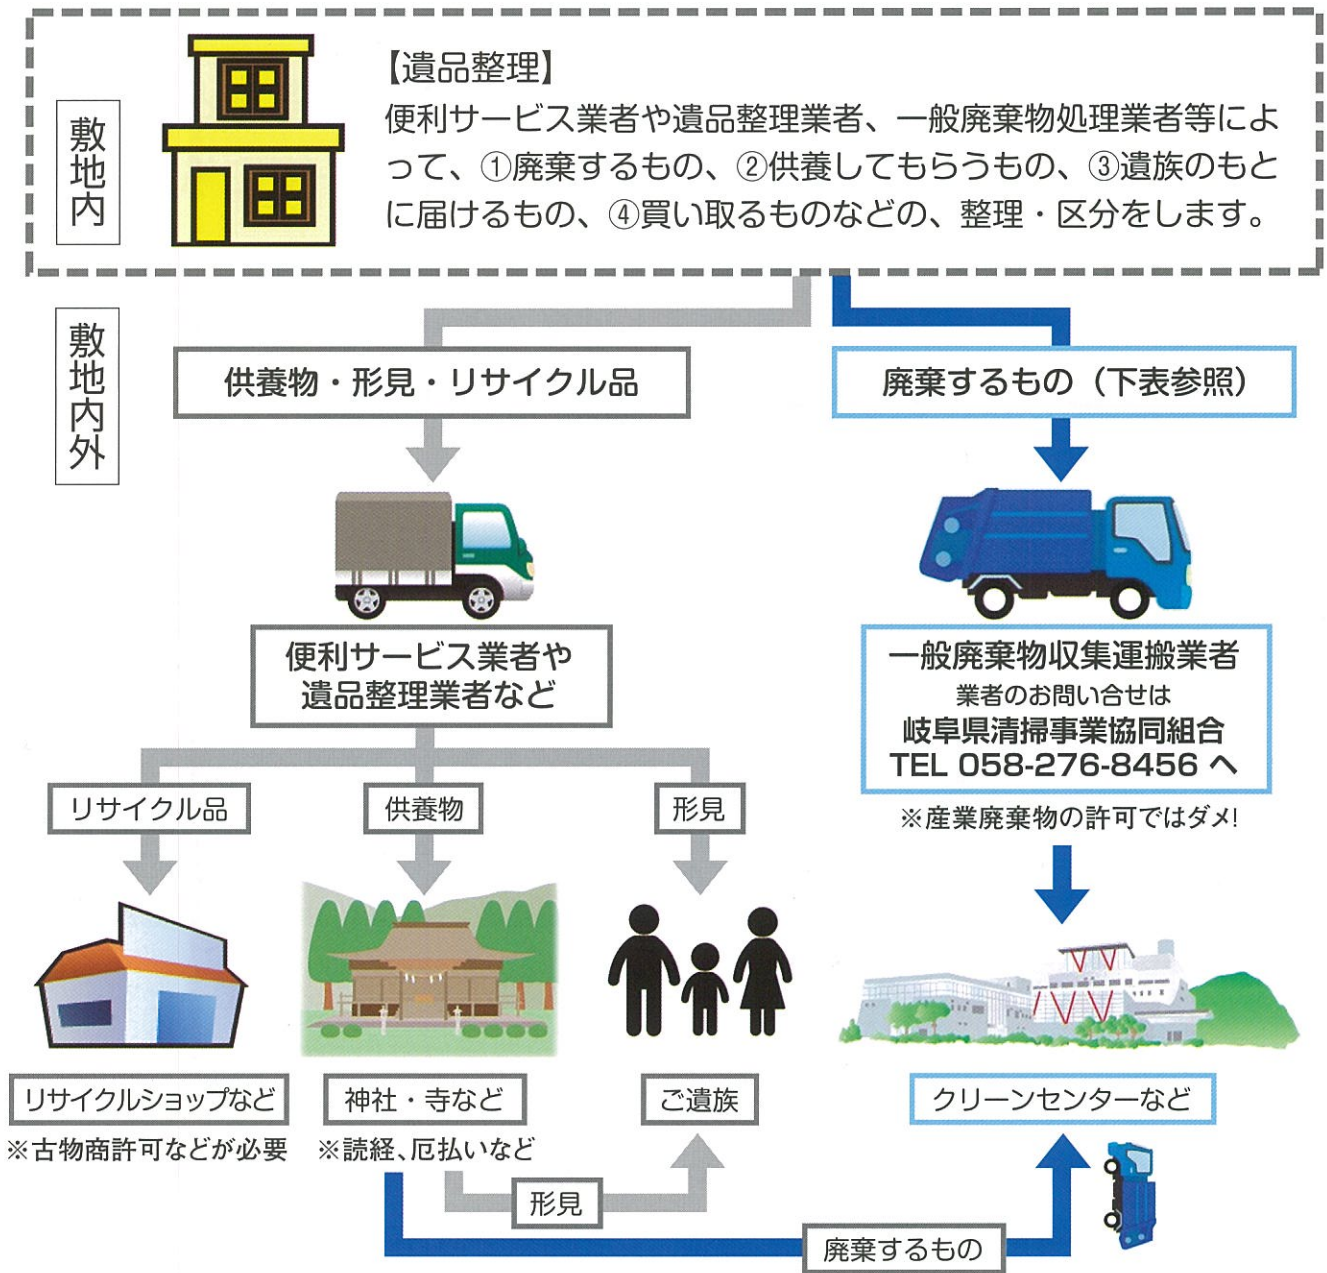 敷地内
【遺品整理】
便利サービス業者や遺品整理業者、一般廃棄物処理業者等によ
って、①廃棄するもの、②供養してもらうもの、③遺族のもと
に届けるもの、④買い取るものなどの、整理・区分をします。
敷地内外
供養物・形見・リサイクル品
廃棄するもの（下表参照）
便利サービス業者や
遺品整理業者など
一般廃棄物収集運搬業者
業者のお問い合せは
岐阜県清掃事業協同組合
TEL 058-276-8456 へ
※産業廃棄物の許可ではダメ!
リサイクル品
供養物
形見
リサイクルショップなど
※古物商許可などが必要
神社・寺など
※読経、厄払いなど
ご遺族
クリーンセンターなど
形見
廃棄するもの